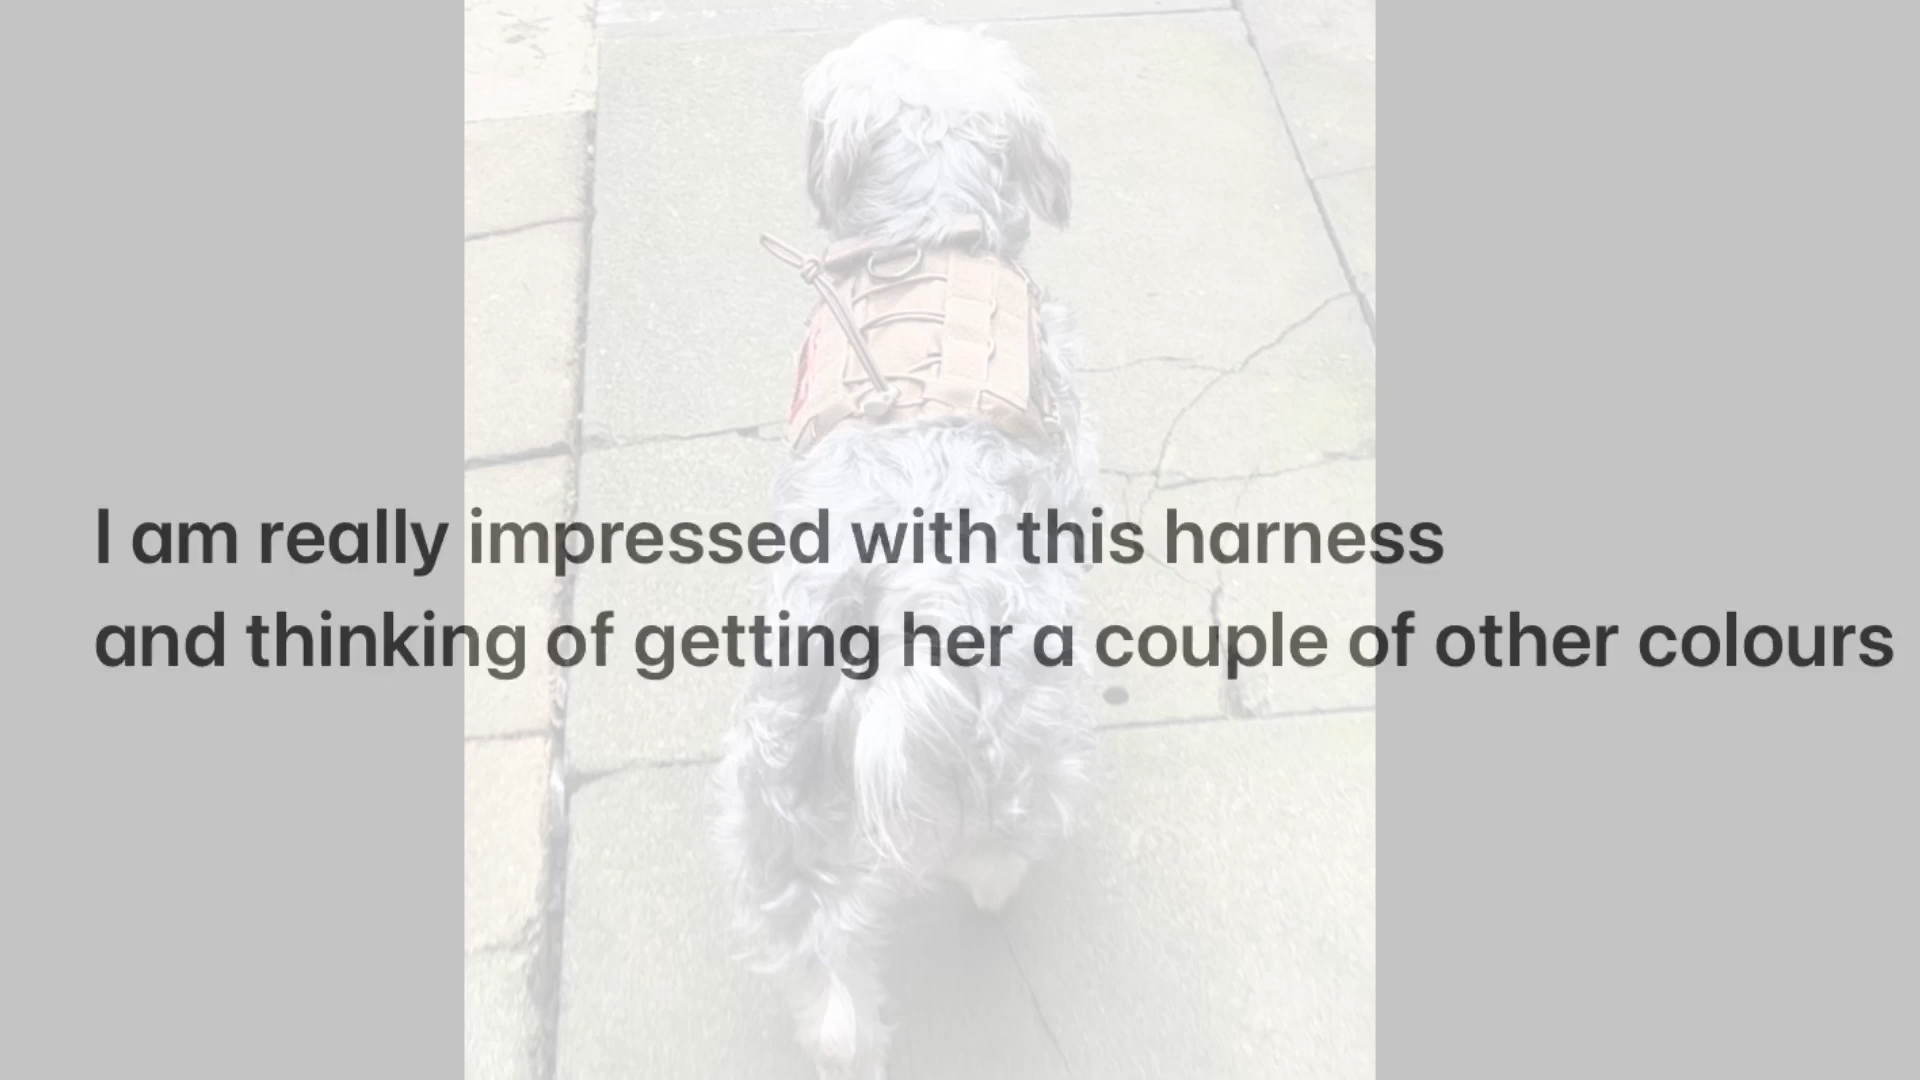 I am really impressed with this harness
and thinking of getting her a couple of other colours